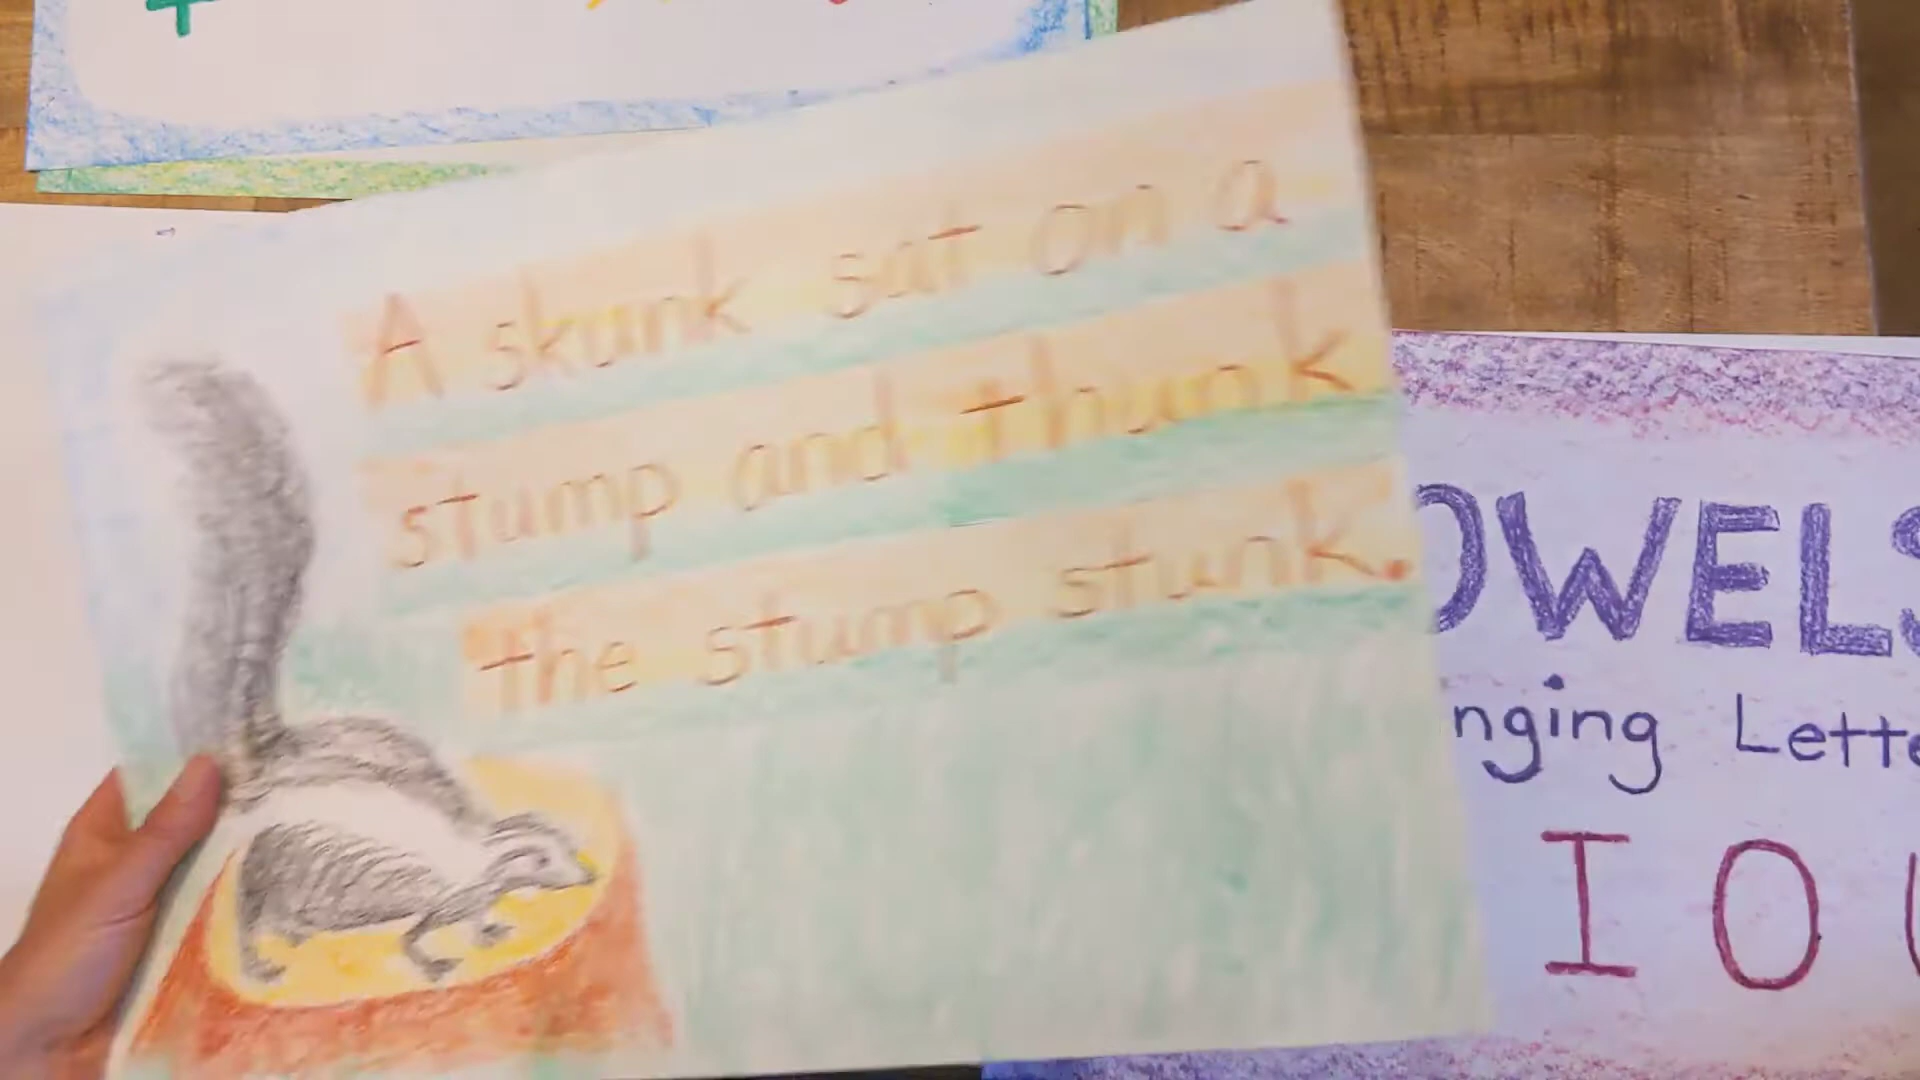 A skunk sat on a
stump and thunk
the stump stunk.
OWELS
nging Lette
I O